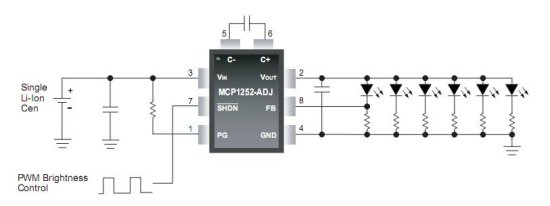 5 6
C- C+
3 VIN VOUT 2
MCP1252-ADJ
7 SHDN FB 8
1 PG GND 4
Single
Li-Ion
Cen
+
-
PWM Brightness
Control